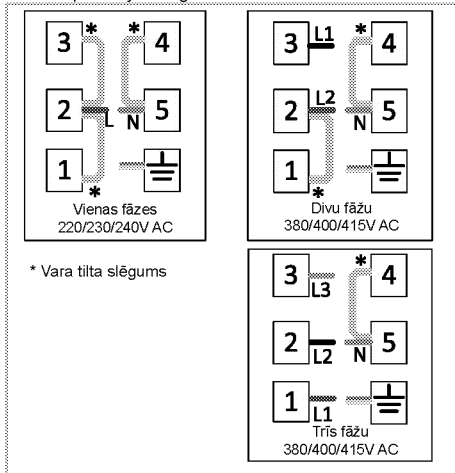 3 * * 4
2 L N 5
1
*
Vienas fāzes
220/230/240V AC
3 L1 * 4
2 L2 N 5
1
*
Divu fāžu
380/400/415V AC
* Vara tilta slēgums
3 L3 * 4
2 L2 N 5
1 L1
Trīs fāžu
380/400/415V AC